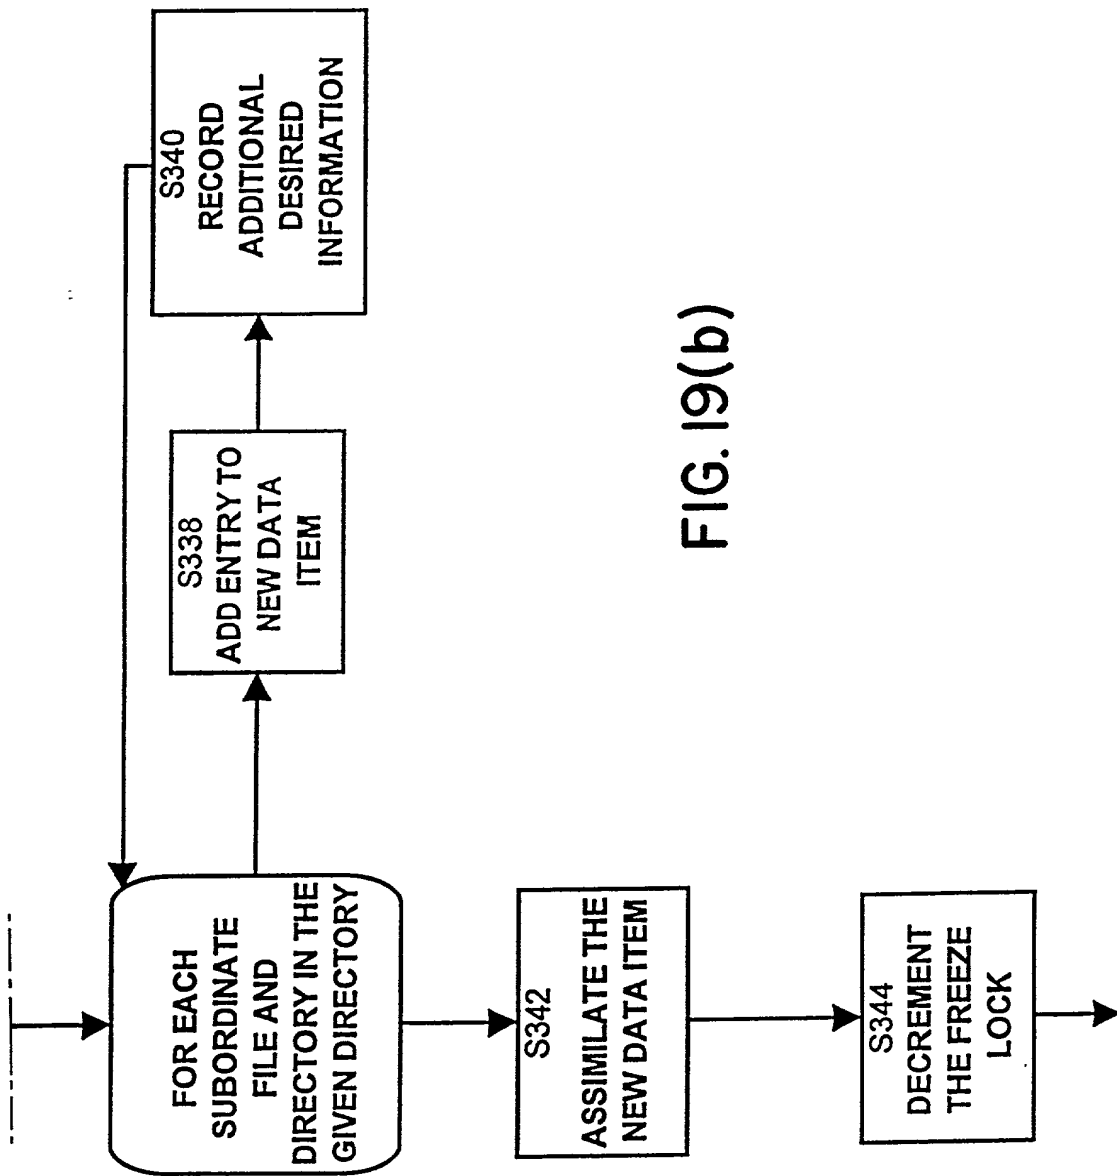 FOR EACH
SUBORDINATE
FILE AND
DIRECTORY IN THE
GIVEN DIRECTORY
S338
ADD ENTRY TO
NEW DATA
ITEM
S340
RECORD
ADDITIONAL
DESIRED
INFORMATION
S342
ASSIMILATE THE
NEW DATA ITEM
S344
DECREMENT
THE FREEZE
LOCK
FIG. 19(b)